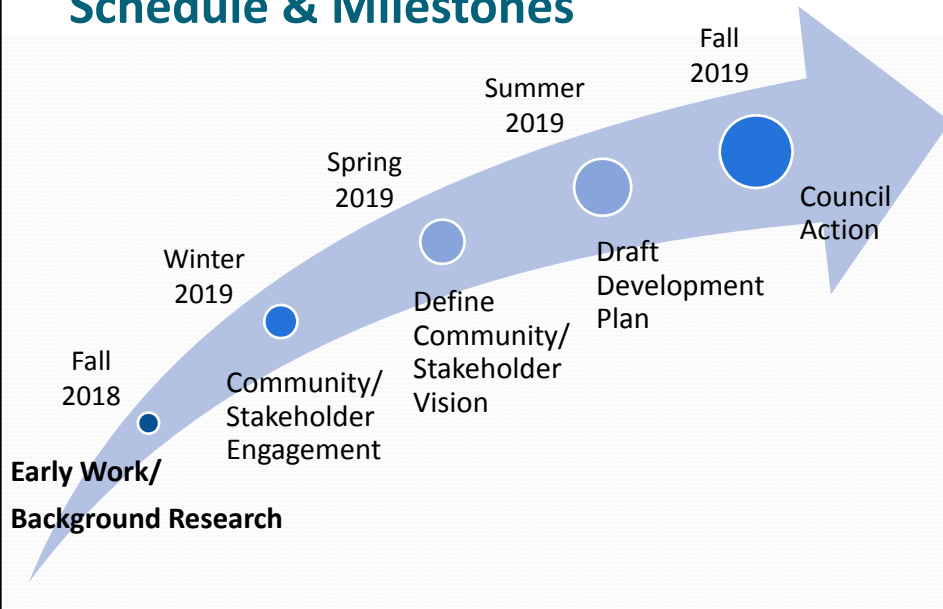 Schedule & Milestones
Fall
2018
Early Work/
Background Research
Winter
2019
Community/
Stakeholder
Engagement
Spring
2019
Define
Community/
Stakeholder
Vision
Summer
2019
Draft
Development
Plan
Fall
2019
Council
Action